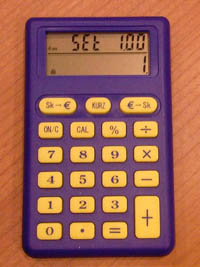 SEt 1.00
1.
Sk→€ KURZ €→Sk
ON/C CAL % ÷
7 8 9 ×
4 5 6 −
1 2 3 +
0 • =